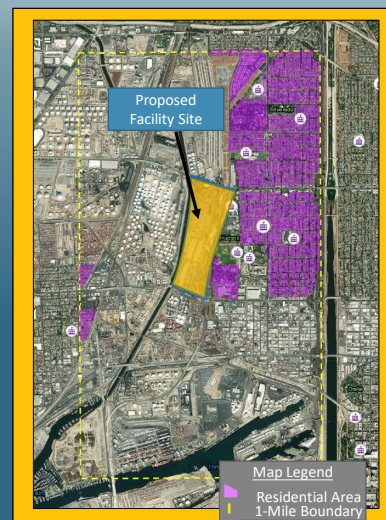 Proposed
Facility Site
Map Legend
Residential Area
1-Mile Boundary